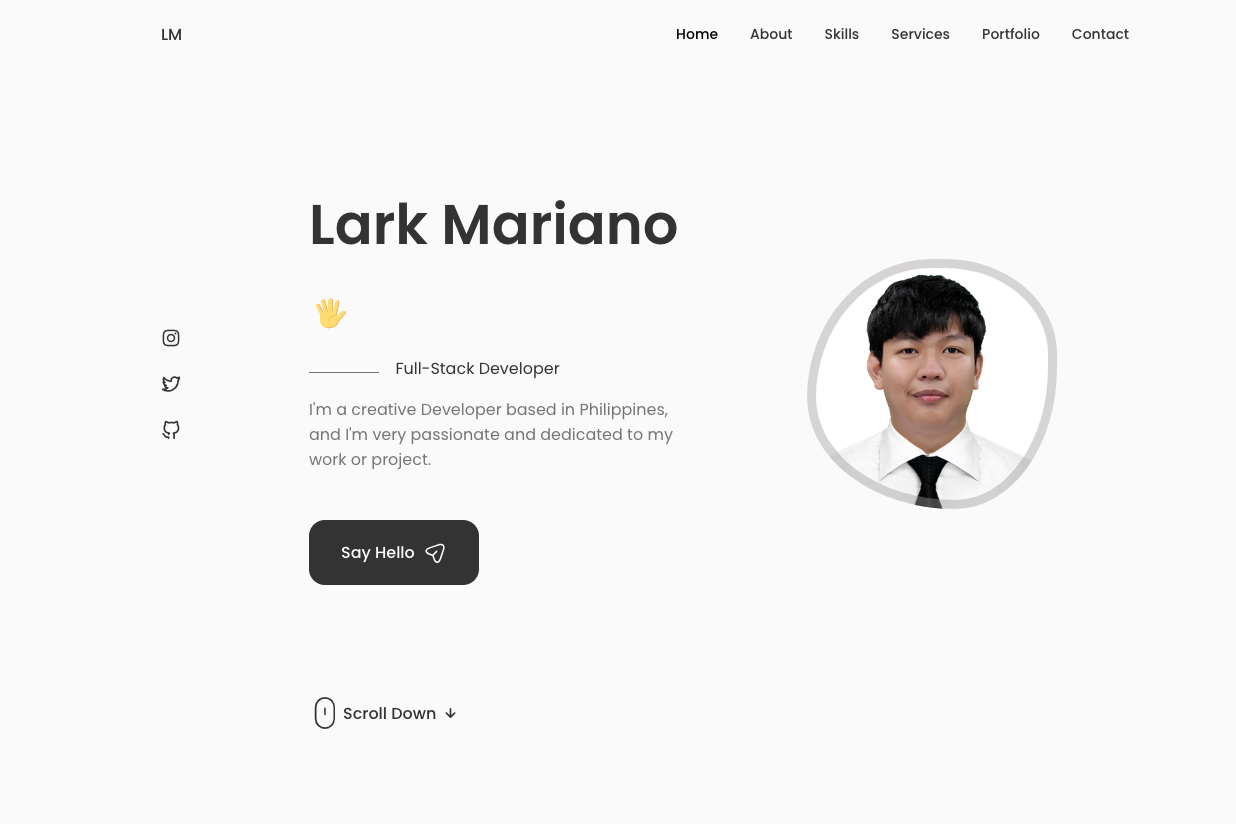 LM
Home About Skills Services Portfolio Contact
Lark Mariano
Full-Stack Developer
I'm a creative Developer based in Philippines,
and I'm very passionate and dedicated to my
work or project.
Say Hello
Scroll Down